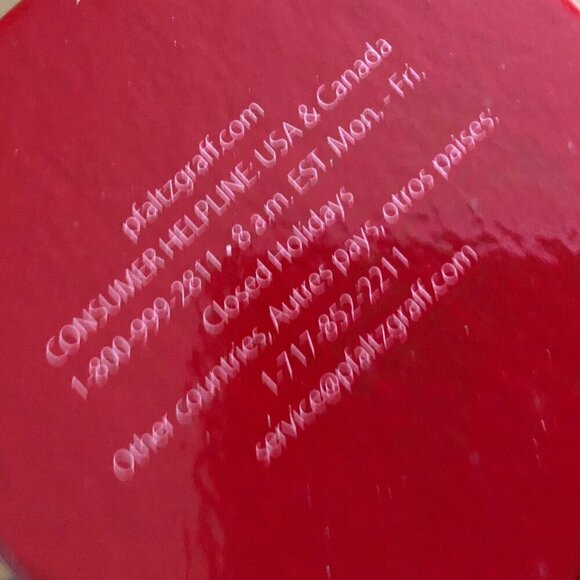 pfaltzgraff.com
CONSUMER HELPLINE, USA & Canada
1-800-999-2811, 8 a.m. EST, Mon. - Fri.
Closed Holidays
Other countries, Autres pays, otros paises,
1-717-852-2211
service@pfaltzgraff.com